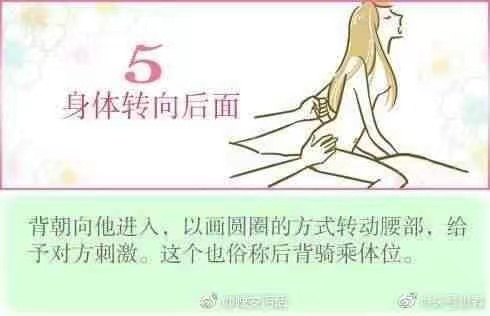 5
身体转向后面
背朝向他进入，以画圆圈的方式转动腰部，给
予对方刺激。这个也俗称后背骑乘体位。